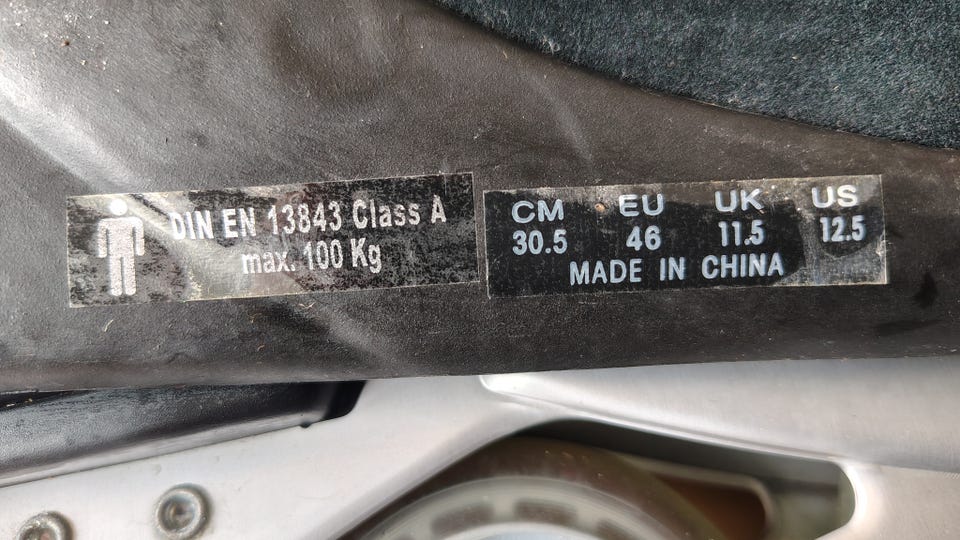 DIN EN 13843 Class A
max. 100 Kg
CM EU UK US
30.5 46 11.5 12.5
MADE IN CHINA